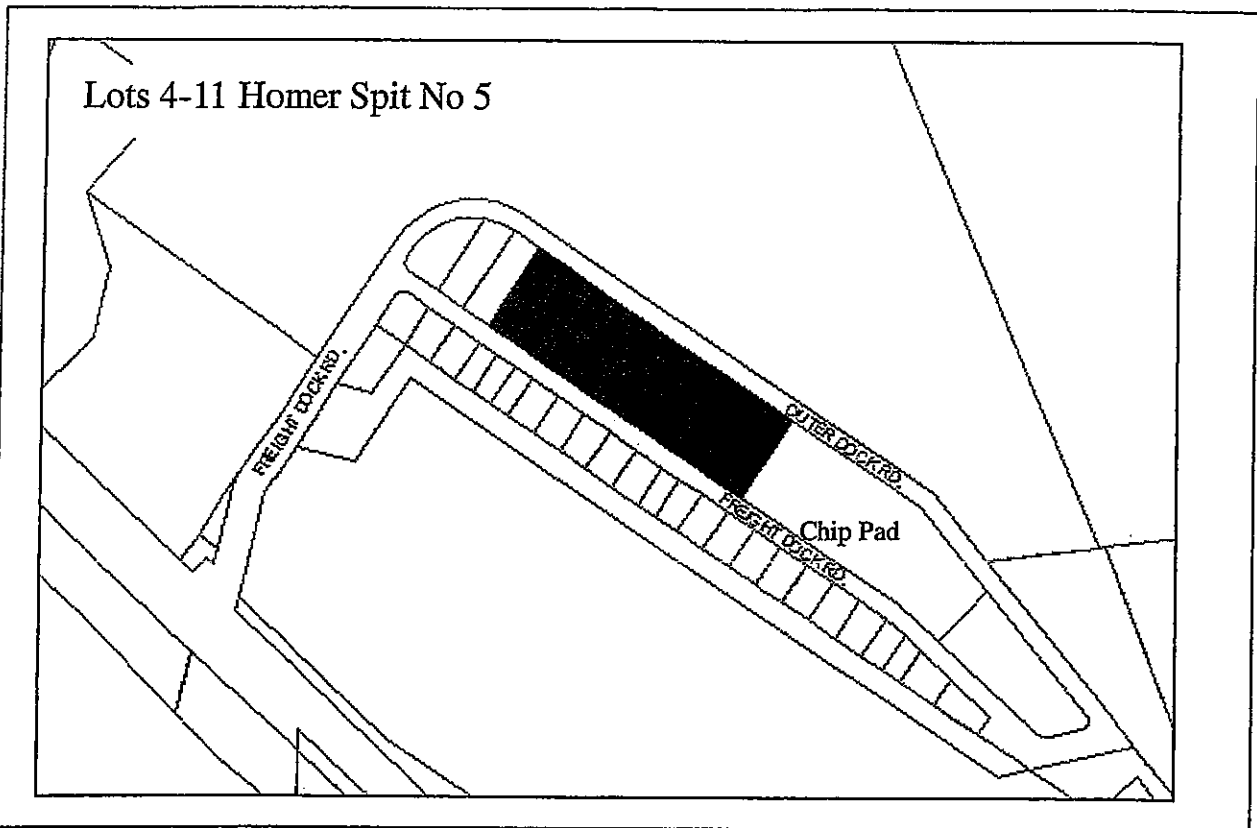 Lots 4-11 Homer Spit No 5
FREIGHT DOCK RD.
OUTER DOCK RD.
FREIGHT DOCK RD.
Chip Pad